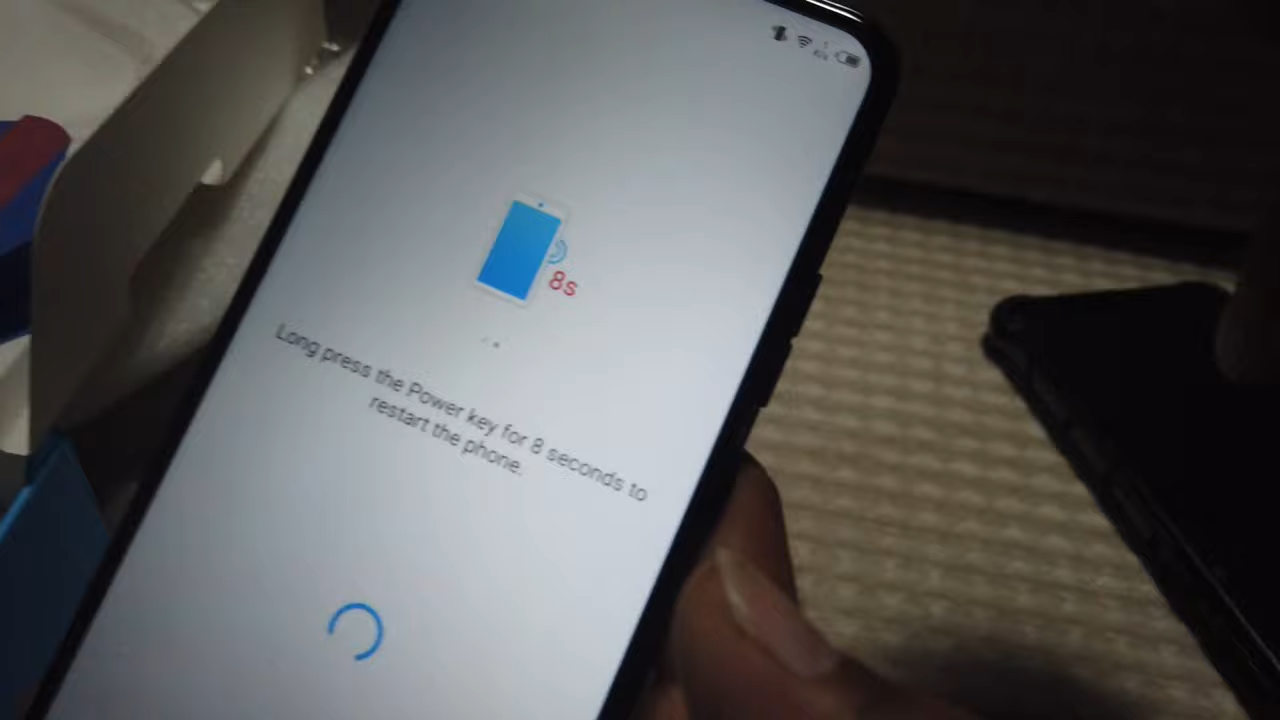 8s
Long press the Power key for 8 seconds to
restart the phone.